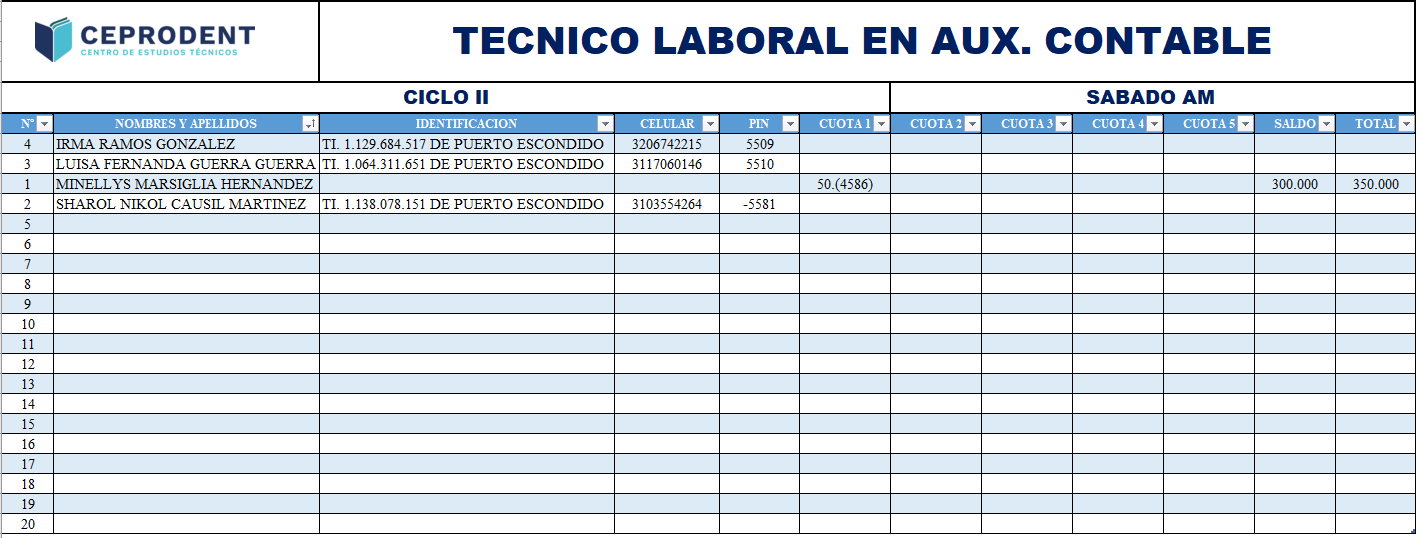 CEPRODENT
CENTRO DE ESTUDIOS TÉCNICOS
TECNICO LABORAL EN AUX. CONTABLE
CICLO II SABADO AM
Nº NOMBRES Y APELLIDOS IDENTIFICACION CELULAR PIN CUOTA 1 CUOTA 2 CUOTA 3 CUOTA 4 CUOTA 5 SALDO TOTAL
4 IRMA RAMOS GONZALEZ TI. 1.129.684.517 DE PUERTO ESCONDIDO 3206742215 5509
3 LUISA FERNANDA GUERRA GUERRA TI. 1.064.311.651 DE PUERTO ESCONDIDO 3117060146 5510
1 MINELLYS MARSIGLIA HERNANDEZ 50.(4586) 300.000 350.000
2 SHAROL NIKOL CAUSIL MARTINEZ TI. 1.138.078.151 DE PUERTO ESCONDIDO 3103554264 -5581
5
6
7
8
9
10
11
12
13
14
15
16
17
18
19
20